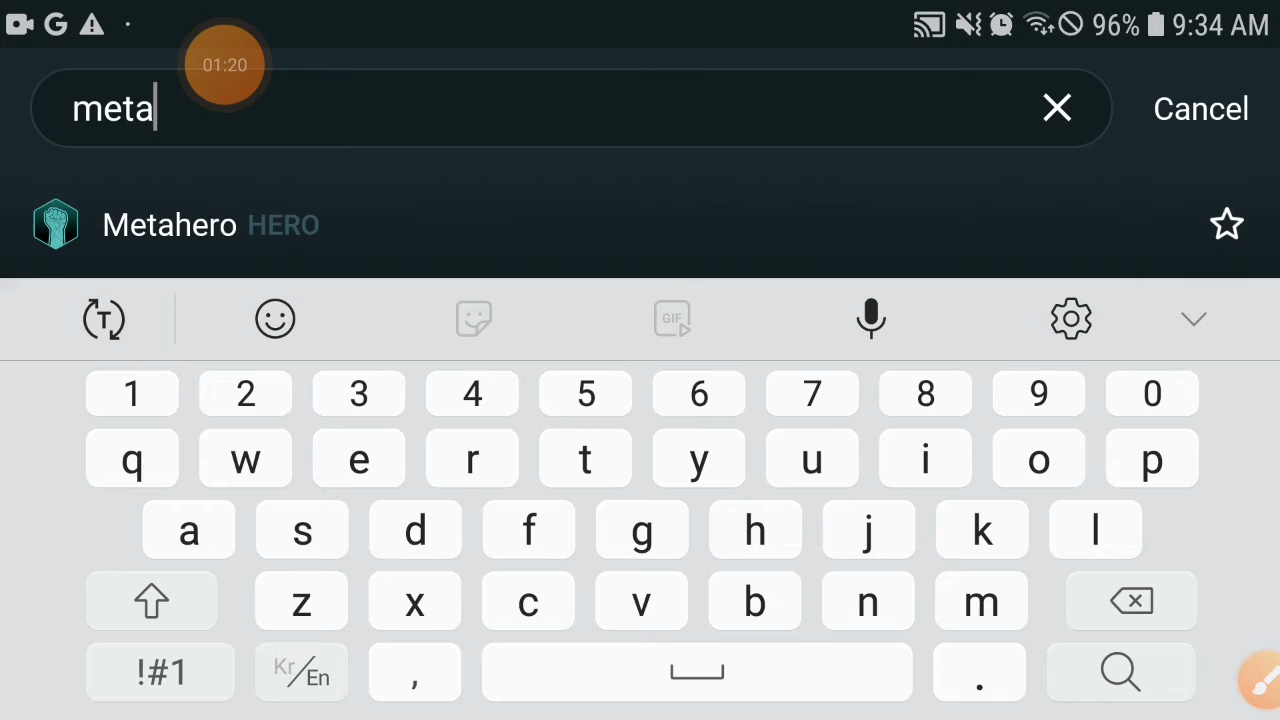 G 96% 9:34 AM
01:20
meta Cancel
Metahero HERO
T GIF
1 2 3 4 5 6 7 8 9 0
q w e r t y u i o p
a s d f g h j k l
z x c v b n m
!#1 Kr/En , .